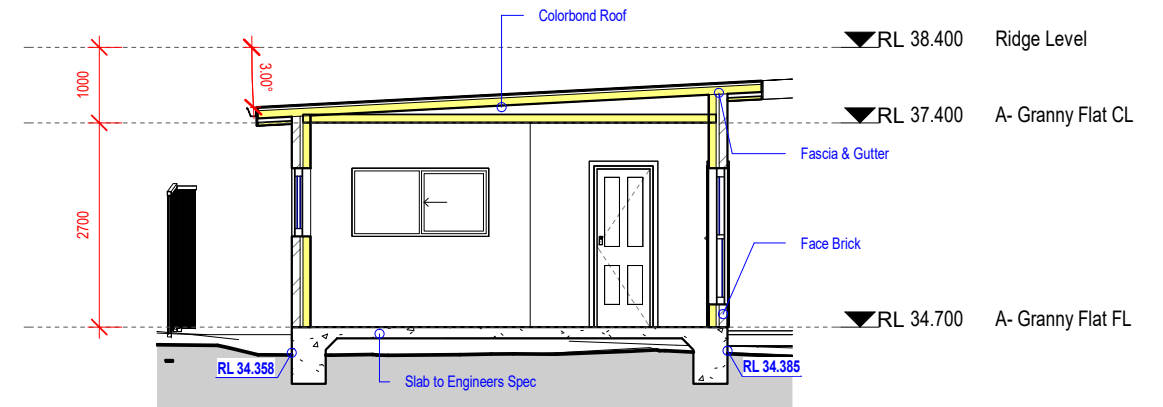 Colorbond Roof
RL 38.400 Ridge Level
1000
3.00°
RL 37.400 A- Granny Flat CL
Fascia & Gutter
2700
Face Brick
RL 34.700 A- Granny Flat FL
RL 34.358
RL 34.385
Slab to Engineers Spec